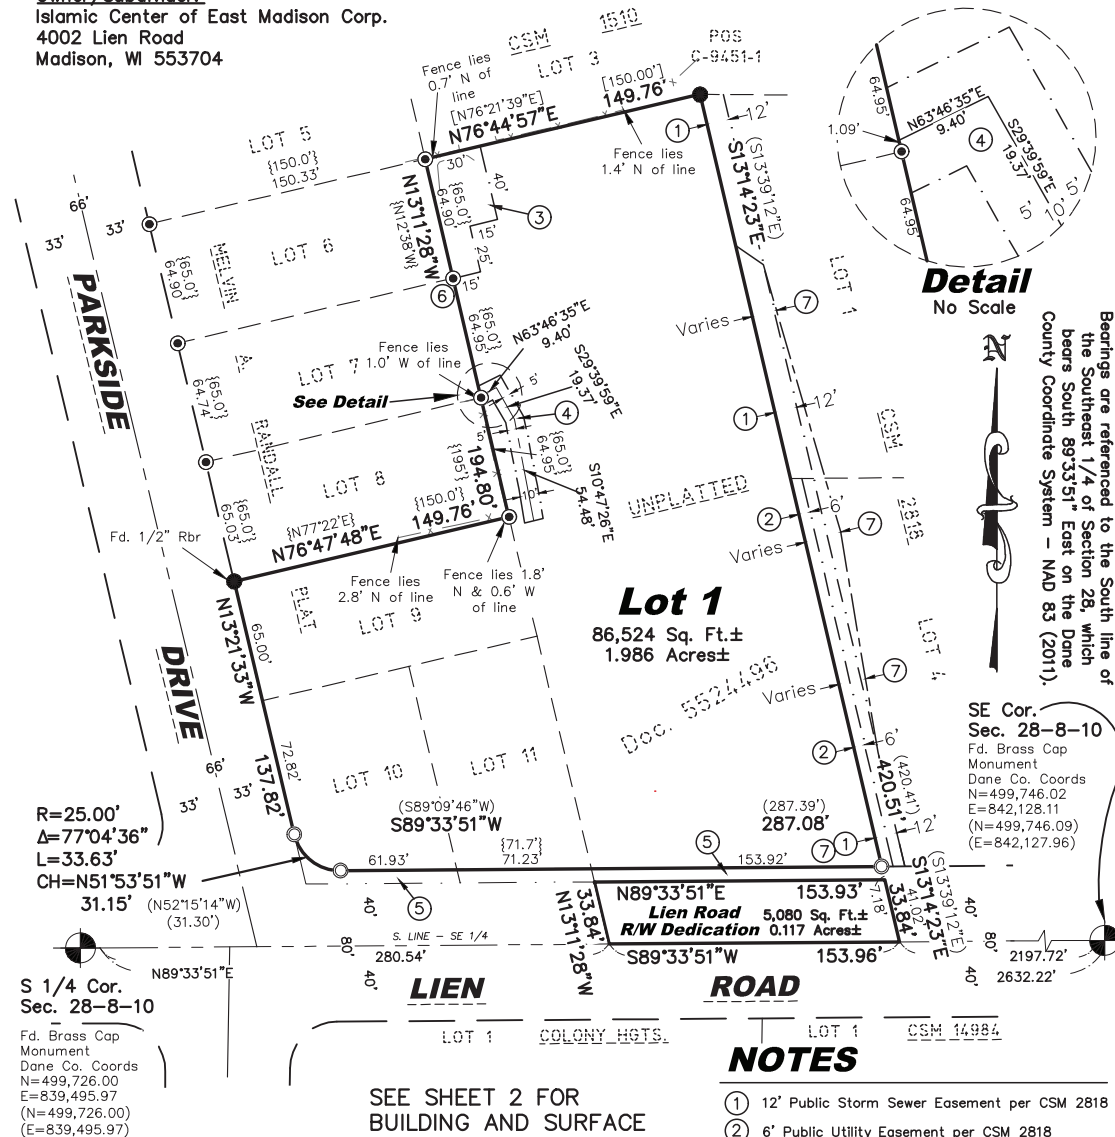 Owner/Subdivider:
Islamic Center of East Madison Corp.
4002 Lien Road
Madison, WI 553704
CSM 1510
LOT 3
POS
C-9451-1
Fence lies
0.7' N of
line
[150.00']
149.76'
[N76°21'39"E]
N76°44'57"E
Fence lies
1.4' N of line
1
12'
S13°14'23"E
(S13°39'12"E)
64.95'
1.09'
N63°46'35"E
9.40'
4
S29°39'59"E
19.37'
5'
5'
10'
64.95'
Detail
No Scale
LOT 5
{150.0'}
150.33'
66'
33'
33'
PARKSIDE
DRIVE
MELVIN
A.
RANDALL
PLAT
LOT 6
{65.0'}
64.90'
N13°11'28"W
{N12°38'W}
{65.0'}
64.90'
30'
40'
3
15'
25'
15'
6
{65.0'}
64.95'
N63°46'35"E
9.40'
S29°39'59"E
19.37'
5'
4
Fence lies
1.0' W of line
LOT 7
{65.0'}
64.74'
See Detail
5'
194.80'
{195'}
{65.0'}
64.95'
10'
S10°47'26"E
54.48'
LOT 8
{65.0'}
65.03'
{150.0'}
149.76'
{N77°22'E}
N76°47'48"E
Fd. 1/2" Rbr
Fence lies
2.8' N of line
Fence lies 1.8'
N & 0.6' W
of line
LOT 9
UNPLATTED
Lot 1
86,524 Sq. Ft.±
1.986 Acres±
Doc. 5524496
Varies
1
7
LOT 1
12'
CSM
2818
2
6'
7
Varies
LOT 4
7
Varies
2
6'
420.51'
(420.41')
12'
7
1
Bearings are referenced to the South line of
the Southeast 1/4 of Section 28, which
bears South 89°33'51" East on the Dane
County Coordinate System – NAD 83 (2011).
N
SE Cor.
Sec. 28-8-10
Fd. Brass Cap
Monument
Dane Co. Coords
N=499,746.02
E=842,128.11
(N=499,746.09)
(E=842,127.96)
N13°21'33"W
65.00'
72.82'
137.82'
66'
33'
33'
LOT 10
LOT 11
R=25.00'
Δ=77°04'36"
L=33.63'
CH=N51°53'51"W
31.15'
(N52°15'14"W)
(31.30')
(S89°09'46"W)
S89°33'51"W
(287.39')
287.08'
61.93'
{71.7'}
71.23'
153.92'
5
5
N89°33'51"E
153.93'
Lien Road
R/W Dedication
5,080 Sq. Ft.±
0.117 Acres±
33.84'
N13°11'28"W
7.18'
33.84'
41.02'
S13°14'23"E
(S13°39'12"E)
S89°33'51"W
153.96'
40'
80'
40'
40'
80'
40'
S. LINE – SE 1/4
280.54'
N89°33'51"E
2197.72'
2632.22'
S 1/4 Cor.
Sec. 28-8-10
Fd. Brass Cap
Monument
Dane Co. Coords
N=499,726.00
E=839,495.97
(N=499,726.00)
(E=839,495.97)
LIEN
ROAD
LOT 1
COLONY HGTS.
LOT 1
CSM 14984
SEE SHEET 2 FOR
BUILDING AND SURFACE
NOTES
1 12' Public Storm Sewer Easement per CSM 2818
2 6' Public Utility Easement per CSM 2818